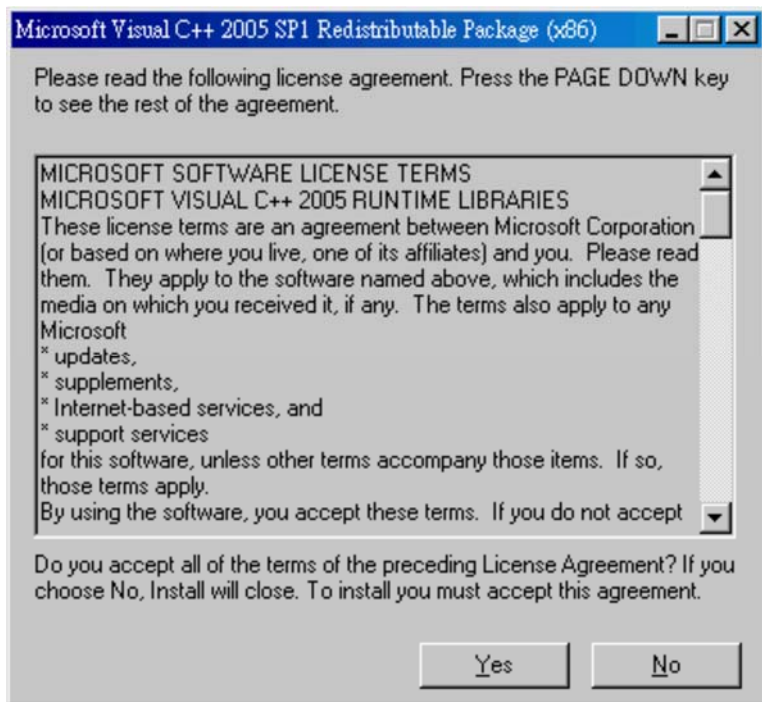 Microsoft Visual C++ 2005 SP1 Redistributable Package (x86)
Please read the following license agreement. Press the PAGE DOWN key
to see the rest of the agreement.
MICROSOFT SOFTWARE LICENSE TERMS
MICROSOFT VISUAL C++ 2005 RUNTIME LIBRARIES
These license terms are an agreement between Microsoft Corporation
(or based on where you live, one of its affiliates) and you.  Please read
them.  They apply to the software named above, which includes the
media on which you received it, if any.  The terms also apply to any
Microsoft
* updates,
* supplements,
* Internet-based services, and
* support services
for this software, unless other terms accompany those items.  If so,
those terms apply.
By using the software, you accept these terms.  If you do not accept
Do you accept all of the terms of the preceding License Agreement? If you
choose No, Install will close. To install you must accept this agreement.
Yes
No